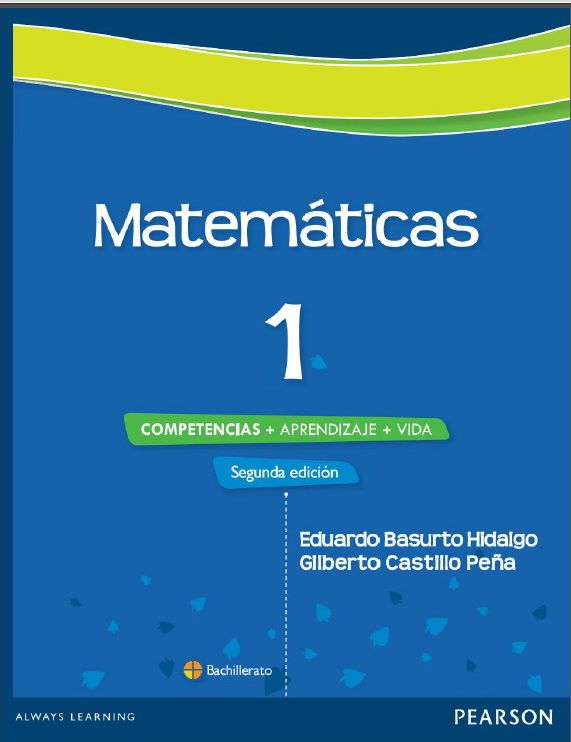 Matemáticas
1
COMPETENCIAS + APRENDIZAJE + VIDA
Segunda edición
Eduardo Basurto Hidalgo
Gilberto Castillo Peña
Bachillerato
ALWAYS LEARNING
PEARSON